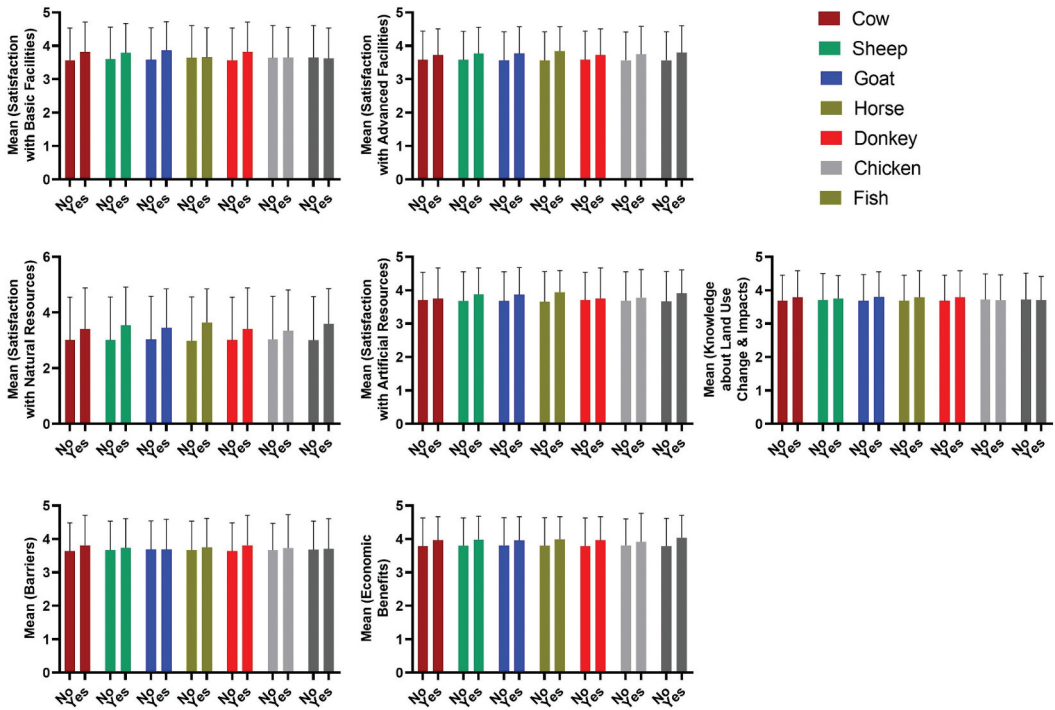 Mean (Satisfaction
with Basic Facilities)
5
4
3
2
1
0
No Yes No Yes No Yes No Yes No Yes No Yes No Yes
Mean (Satisfaction
with Advanced Facilities)
5
4
3
2
1
0
No Yes No Yes No Yes No Yes No Yes No Yes No Yes
Cow
Sheep
Goat
Horse
Donkey
Chicken
Fish
Mean (Satisfaction
with Natural Resources)
6
4
2
0
No Yes No Yes No Yes No Yes No Yes No Yes No Yes
Mean (Satisfaction
with Artificial Resources)
5
4
3
2
1
0
No Yes No Yes No Yes No Yes No Yes No Yes No Yes
Mean (Knowledge
about Land Use
Change & Impacts)
5
4
3
2
1
0
No Yes No Yes No Yes No Yes No Yes No Yes No Yes
Mean (Barriers)
5
4
3
2
1
0
No Yes No Yes No Yes No Yes No Yes No Yes No Yes
Mean (Economic
Benefits)
5
4
3
2
1
0
No Yes No Yes No Yes No Yes No Yes No Yes No Yes